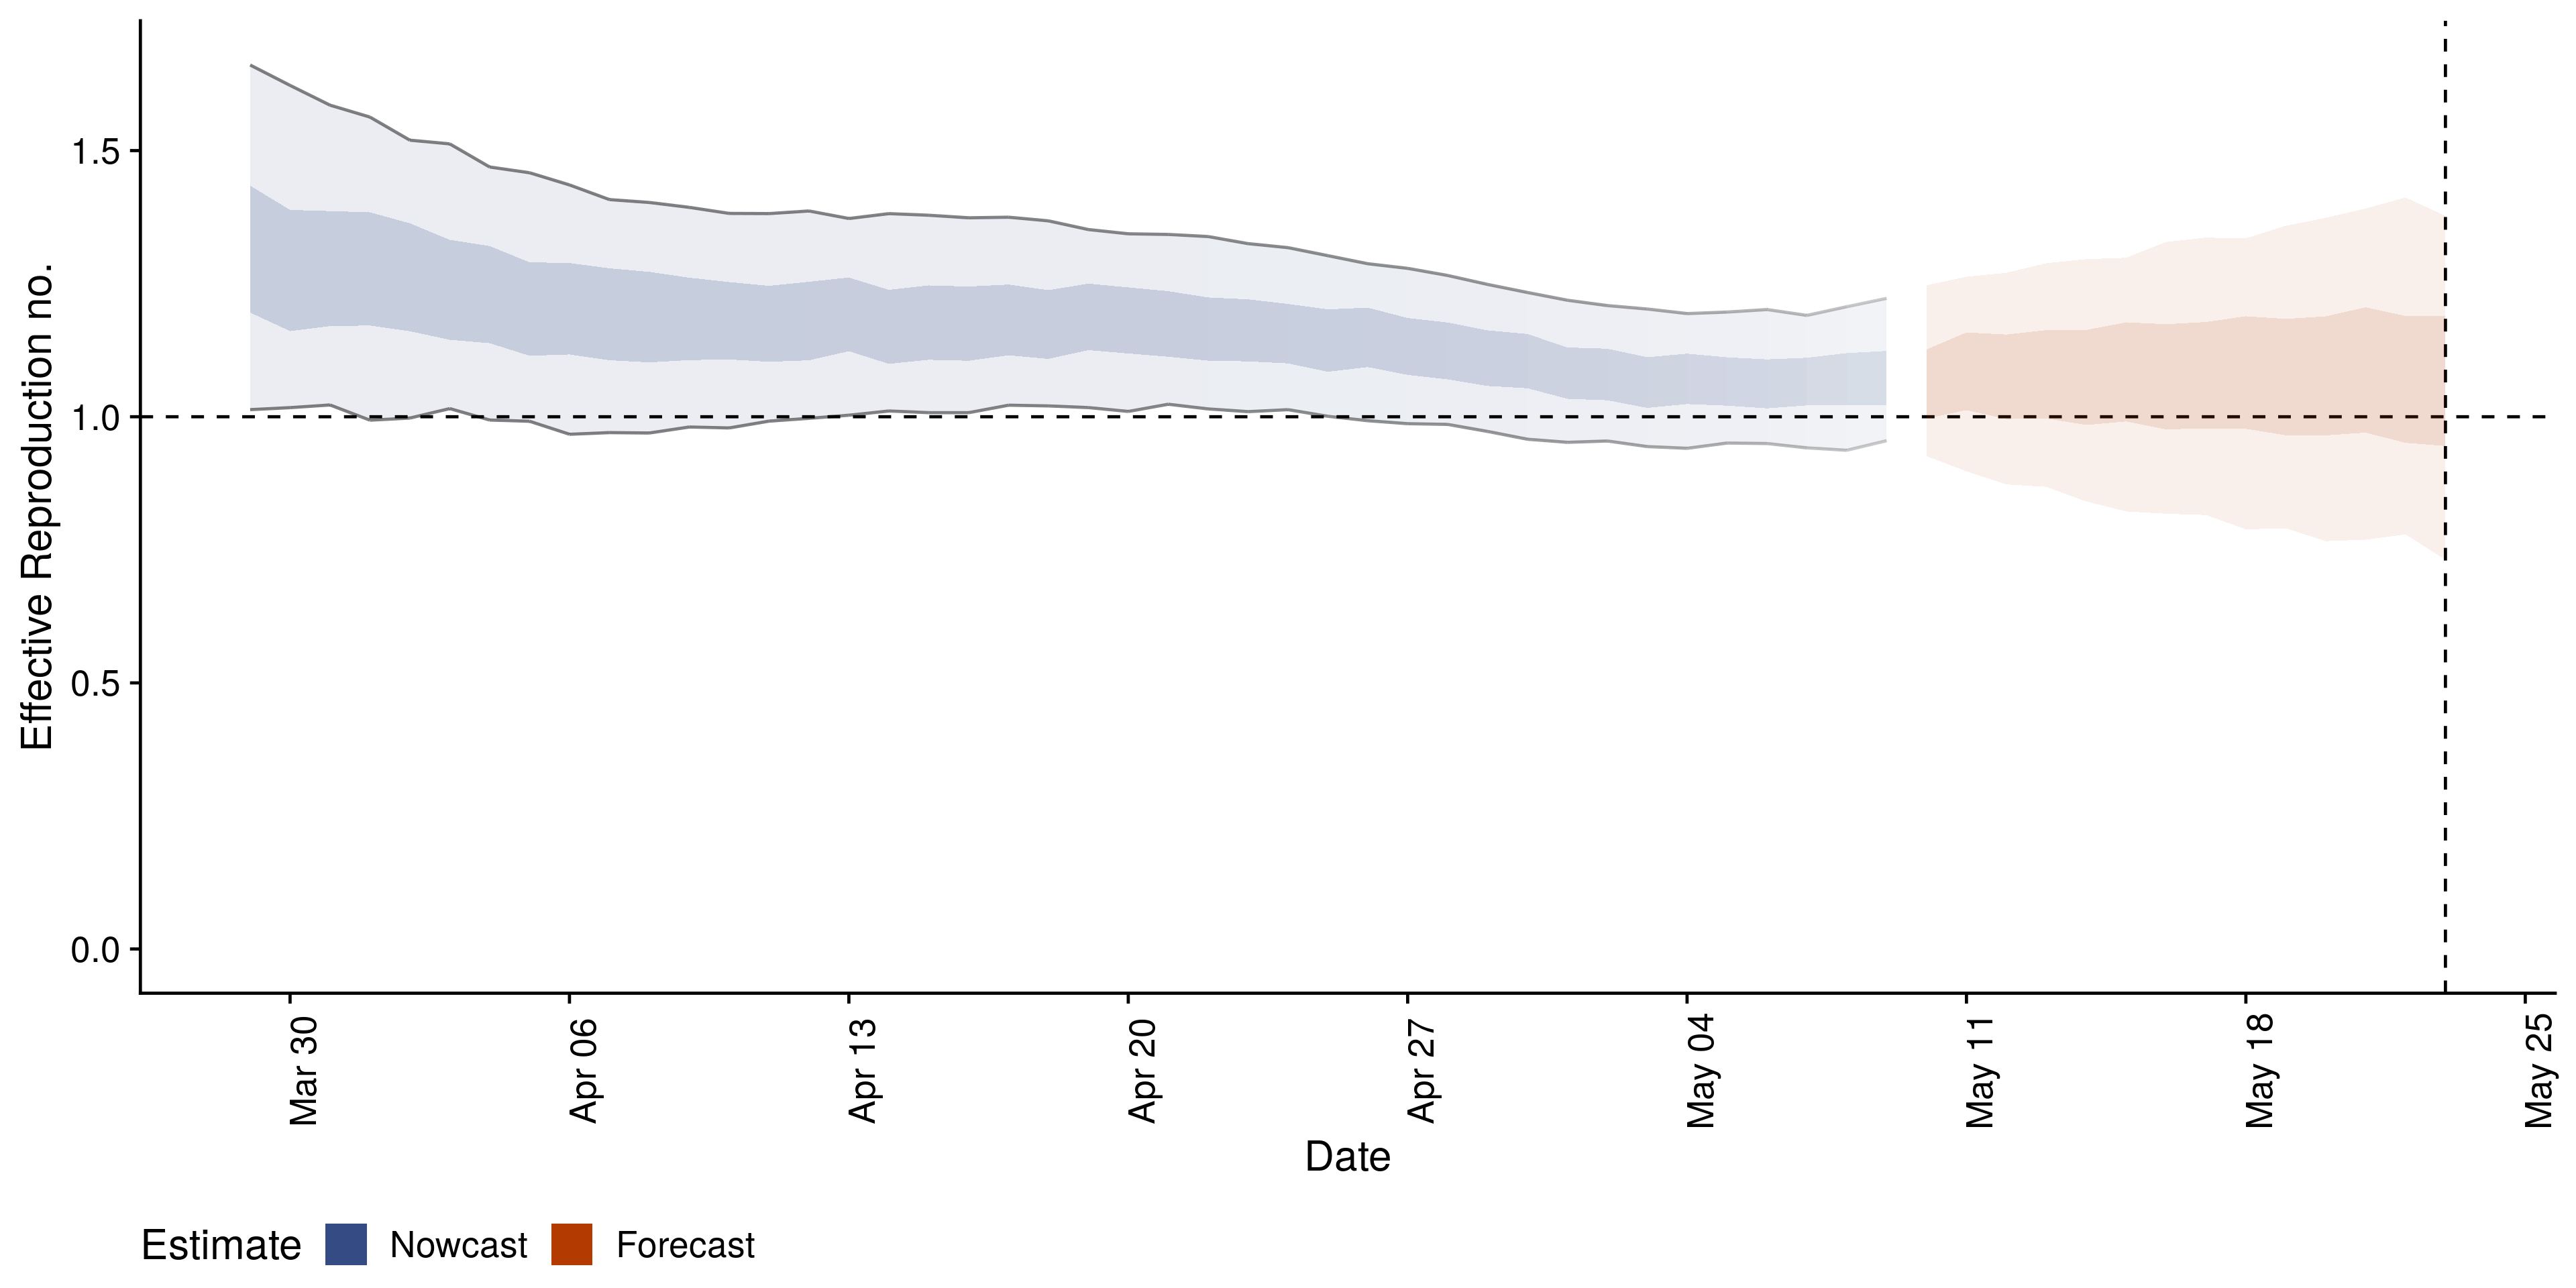 Effective Reproduction no.
1.5
1.0
0.5
0.0
Mar 30
Apr 06
Apr 13
Apr 20
Apr 27
May 04
May 11
May 18
May 25
Date
Estimate Nowcast Forecast